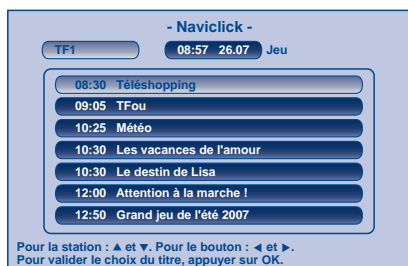 - Naviclick -
TF1 08:57 26.07 Jeu
08:30 Téléshopping
09:05 TFou
10:25 Météo
10:30 Les vacances de l'amour
10:30 Le destin de Lisa
12:00 Attention à la marche !
12:50 Grand jeu de l'été 2007
Pour la station : ▲ et ▼. Pour le bouton : ◄ et ►.
Pour valider le choix du titre, appuyer sur OK.